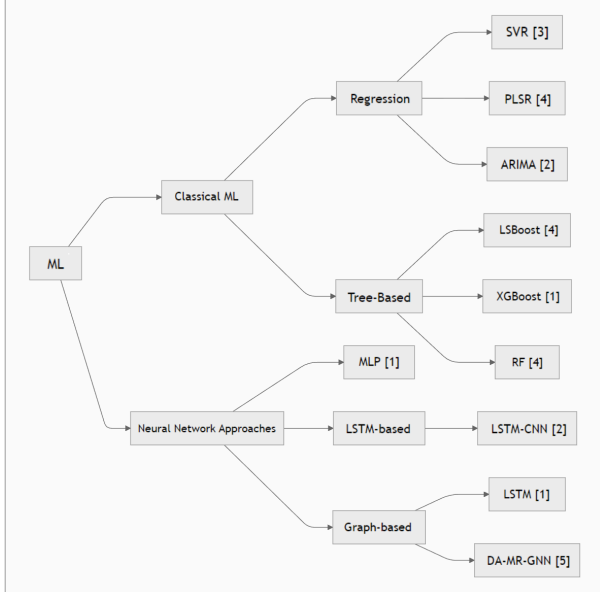 SVR [3]
Regression
PLSR [4]
ARIMA [2]
Classical ML
LSBoost [4]
ML
Tree-Based
XGBoost [1]
MLP [1]
RF [4]
Neural Network Approaches
LSTM-based
LSTM-CNN [2]
LSTM [1]
Graph-based
DA-MR-GNN [5]